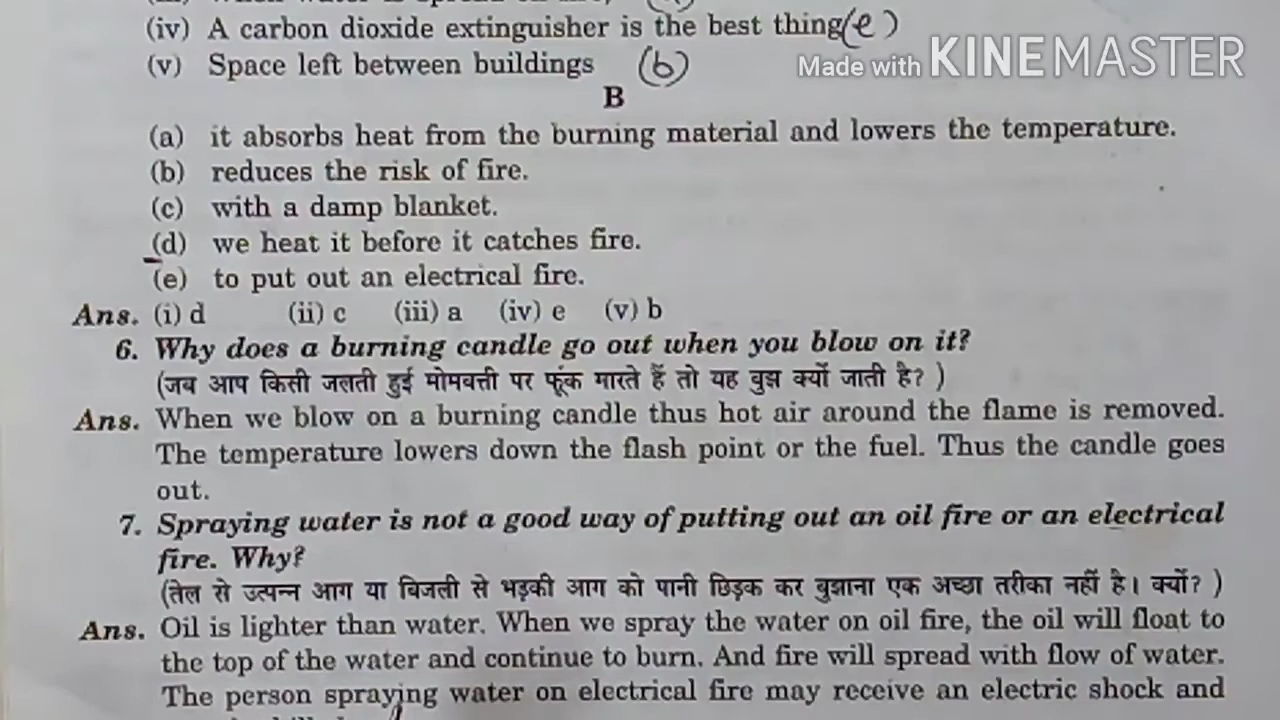 (iv) A carbon dioxide extinguisher is the best thing (e)
Made with KINEMASTER
(v) Space left between buildings (b)
B
(a) it absorbs heat from the burning material and lowers the temperature.
(b) reduces the risk of fire.
(c) with a damp blanket.
(d) we heat it before it catches fire.
(e) to put out an electrical fire.
Ans. (i) d (ii) c (iii) a (iv) e (v) b
6. Why does a burning candle go out when you blow on it?
(जब आप किसी जलती हुई मोमबत्ती पर फूंक मारते हैं तो यह बुझ क्यों जाती है? )
Ans. When we blow on a burning candle thus hot air around the flame is removed.
The temperature lowers down the flash point or the fuel. Thus the candle goes
out.
7. Spraying water is not a good way of putting out an oil fire or an electrical
fire. Why?
(तेल से उत्पन्न आग या बिजली से भड़की आग को पानी छिड़क कर बुझाना एक अच्छा तरीका नहीं है। क्यों? )
Ans. Oil is lighter than water. When we spray the water on oil fire, the oil will float to
the top of the water and continue to burn. And fire will spread with flow of water.
The person spraying water on electrical fire may receive an electric shock and